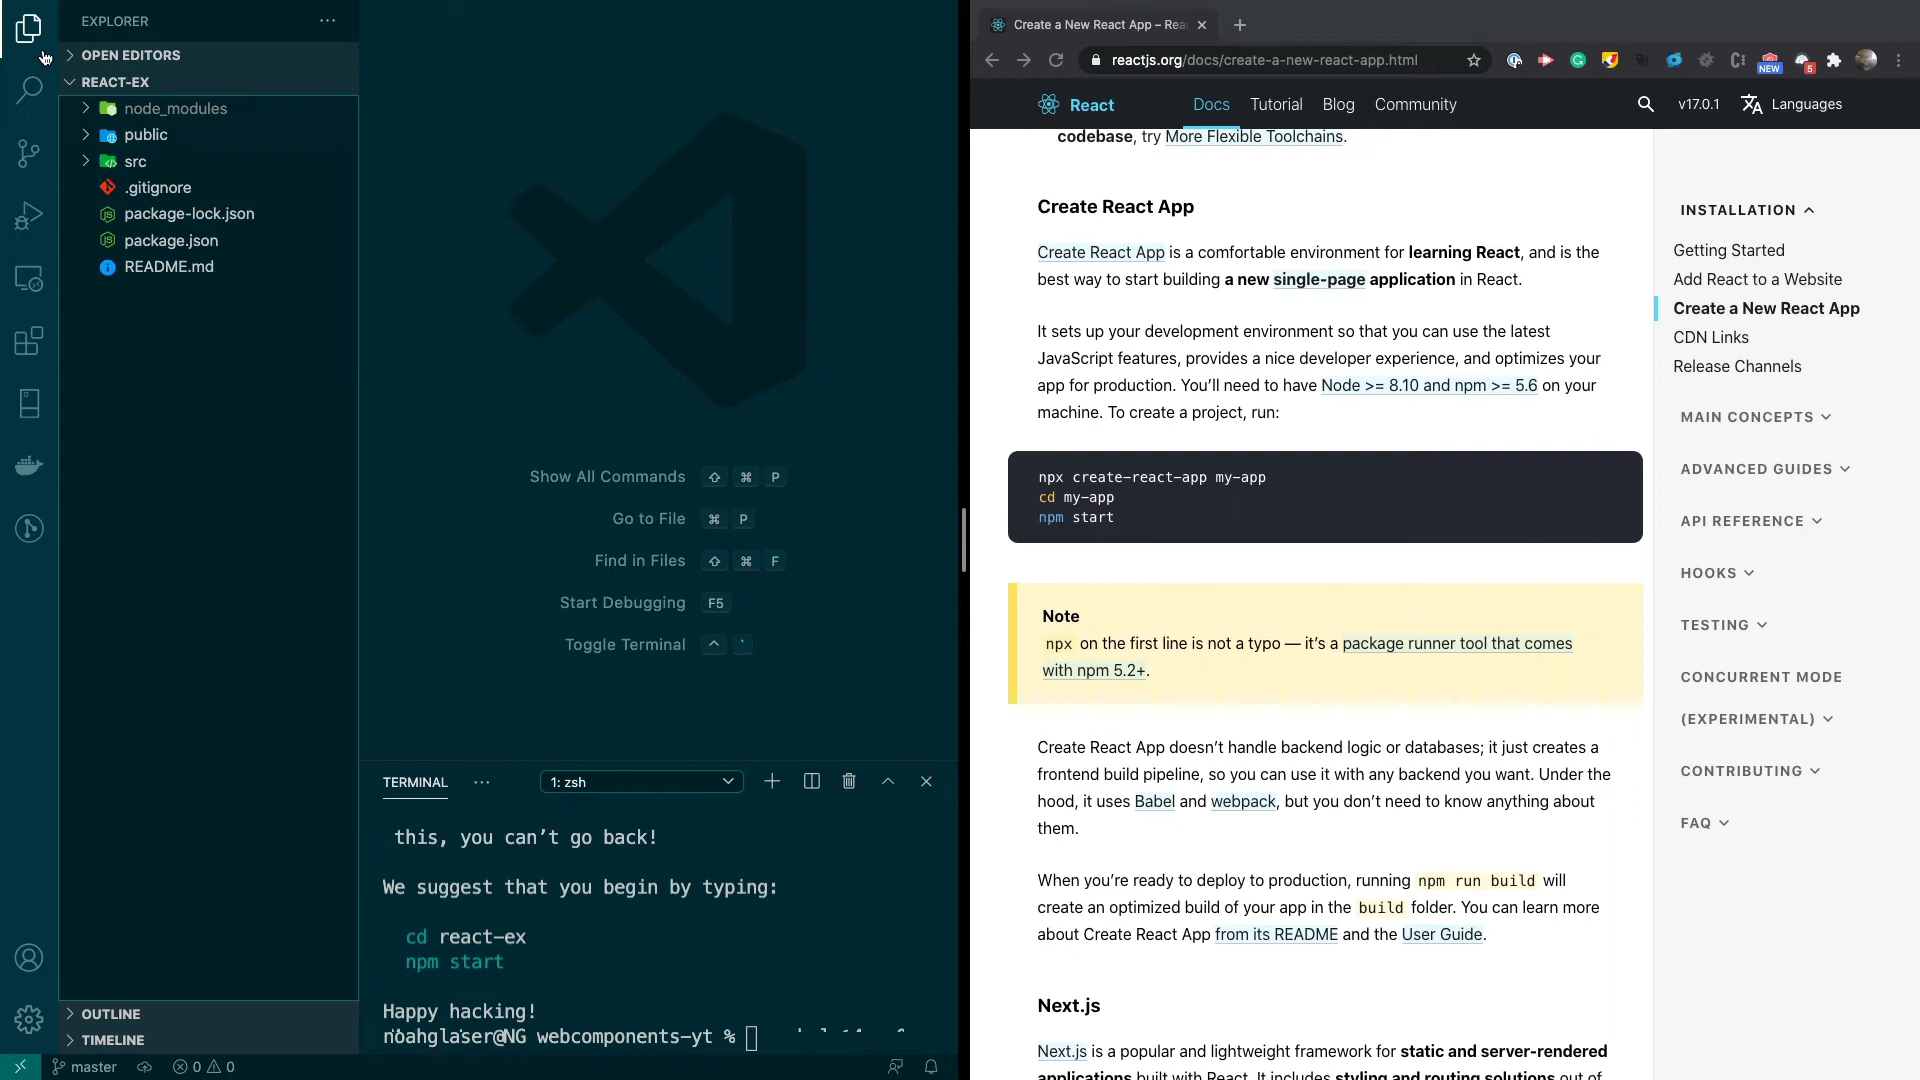 EXPLORER
OPEN EDITORS
REACT-EX
node_modules
public
src
.gitignore
package-lock.json
package.json
README.md
OUTLINE
TIMELINE
master
0 0
Show All Commands ⇧ ⌘ P
Go to File ⌘ P
Find in Files ⇧ ⌘ F
Start Debugging F5
Toggle Terminal ^ `
TERMINAL
1: zsh
this, you can’t go back!
We suggest that you begin by typing:
cd react-ex
npm start
Happy hacking!
noahglaser@NG webcomponents-yt %
Create a New React App – Rea
reactjs.org/docs/create-a-new-react-app.html
NEW
5
React
Docs
Tutorial
Blog
Community
v17.0.1
Languages
codebase, try More Flexible Toolchains.
Create React App
Create React App is a comfortable environment for learning React, and is the
best way to start building a new single-page application in React.
It sets up your development environment so that you can use the latest
JavaScript features, provides a nice developer experience, and optimizes your
app for production. You’ll need to have Node >= 8.10 and npm >= 5.6 on your
machine. To create a project, run:
npx create-react-app my-app
cd my-app
npm start
Note
npx on the first line is not a typo — it’s a package runner tool that comes
with npm 5.2+.
Create React App doesn’t handle backend logic or databases; it just creates a
frontend build pipeline, so you can use it with any backend you want. Under the
hood, it uses Babel and webpack, but you don’t need to know anything about
them.
When you’re ready to deploy to production, running npm run build will
create an optimized build of your app in the build folder. You can learn more
about Create React App from its README and the User Guide.
Next.js
Next.js is a popular and lightweight framework for static and server-rendered
applications built with React. It includes styling and routing solutions out of
INSTALLATION
Getting Started
Add React to a Website
Create a New React App
CDN Links
Release Channels
MAIN CONCEPTS
ADVANCED GUIDES
API REFERENCE
HOOKS
TESTING
CONCURRENT MODE
(EXPERIMENTAL)
CONTRIBUTING
FAQ